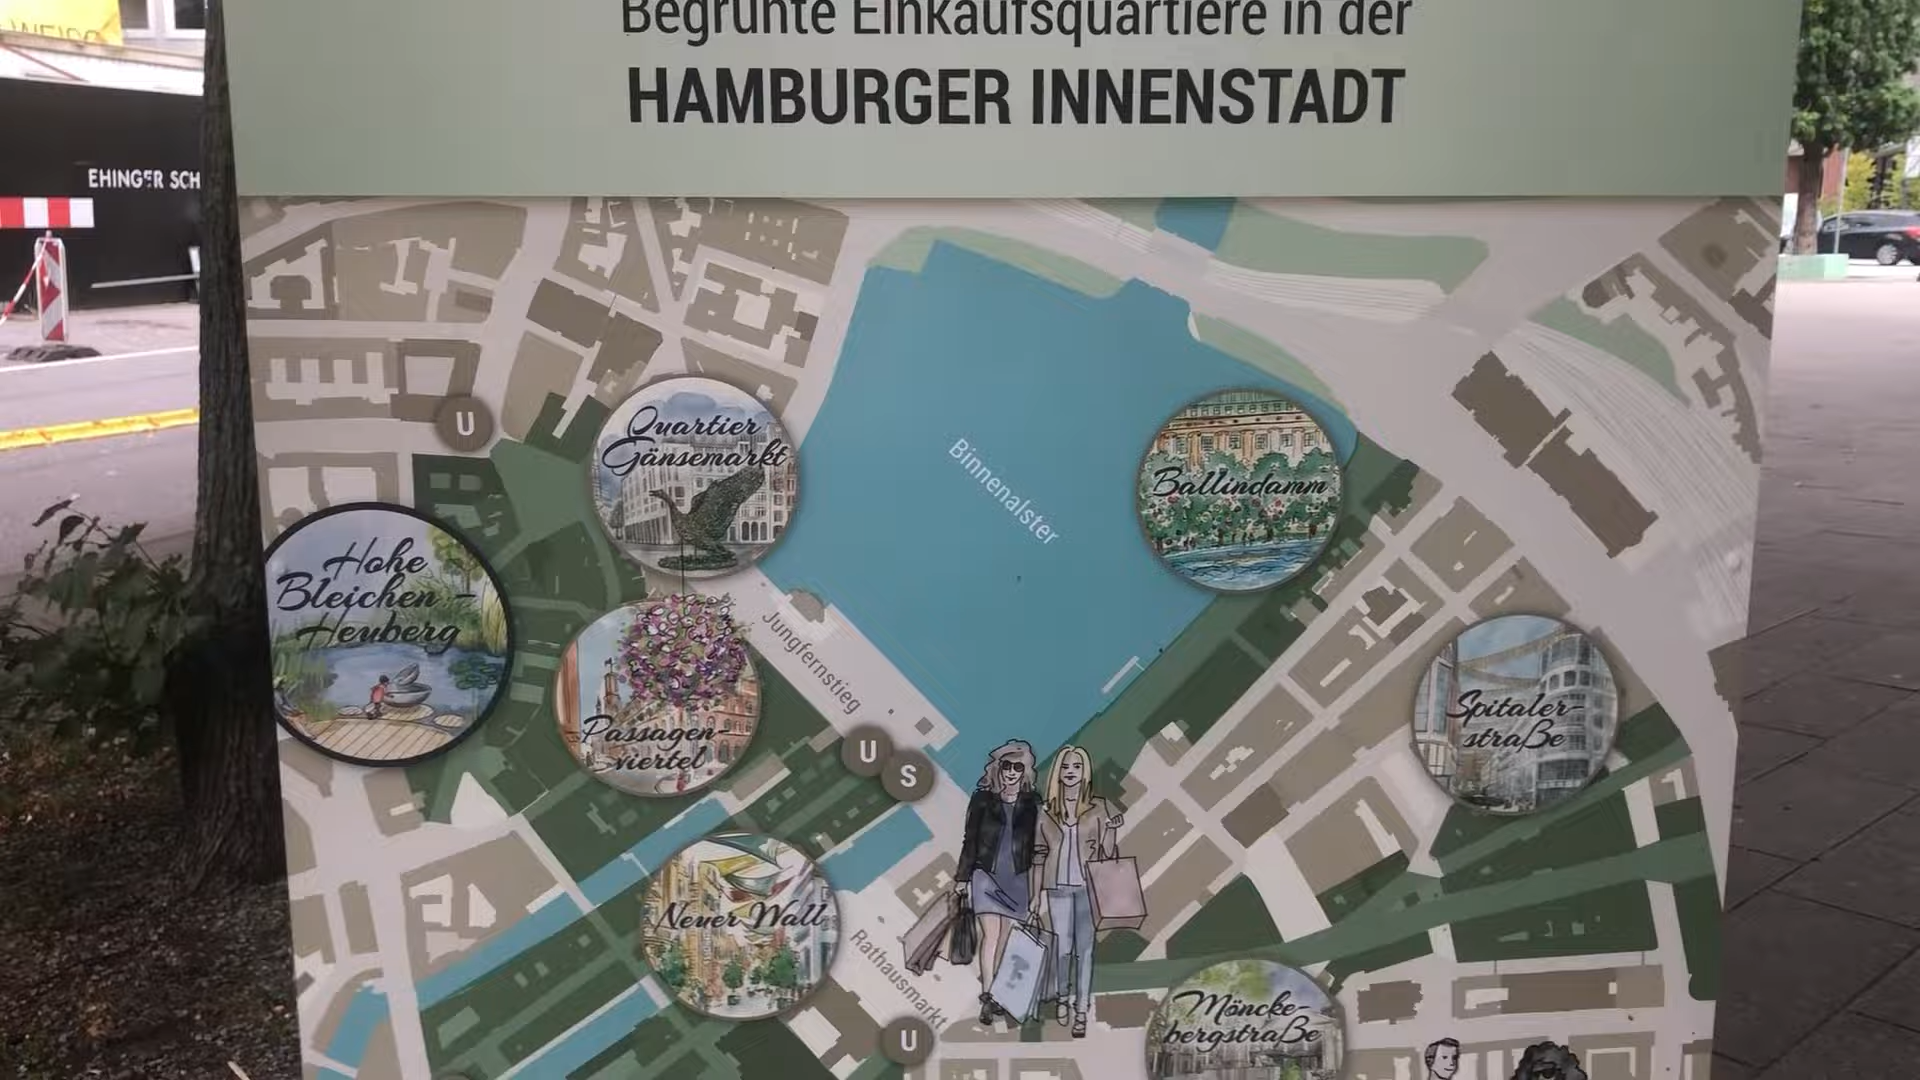 Begrünte Einkaufsquartiere in der
HAMBURGER INNENSTADT
EHINGER SCH
U
Quartier
Gänsemarkt
Binnenalster
Ballindamm
Hohe
Bleichen -
Heuberg
Jungfernstieg
Passagen-
viertel
U
S
Spitaler-
straße
Neuer Wall
Rathausmarkt
U
Möncke-
bergstraße